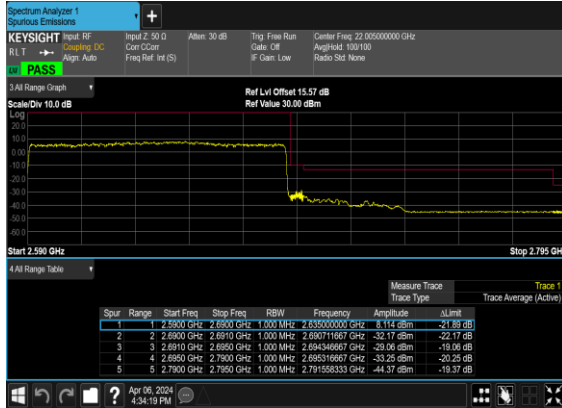 Spectrum Analyzer 1
Spurious Emissions
KEYSIGHT Input: RF Input Z: 50 Ω Atten: 30 dB Trig: Free Run Center Freq: 22.005000000 GHz
RLT Coupling: DC Corr CCorr Gate: Off Avg|Hold: 100/100
Align: Auto Freq Ref: Int (S) IF Gain: Low Radio Std: None
PASS
3 All Range Graph
Ref Lvl Offset 15.57 dB
Scale/Div 10.0 dB Ref Value 30.00 dBm
Log
20.0
10.0
0.00
-10.0
-20.0
-30.0
-40.0
-50.0
-60.0
Start 2.590 GHz Stop 2.795 GH
4 All Range Table
Measure Trace Trace 1
Trace Type Trace Average (Active)
Spur Range Start Freq Stop Freq RBW Frequency Amplitude ΔLimit
1 1 2.5900 GHz 2.6900 GHz 1.000 MHz 2.635000000 GHz 8.114 dBm -21.89 dB
2 2 2.6900 GHz 2.6910 GHz 1.000 MHz 2.690711667 GHz -32.17 dBm -22.17 dB
3 3 2.6910 GHz 2.6950 GHz 1.000 MHz 2.694346667 GHz -29.06 dBm -19.06 dB
4 4 2.6950 GHz 2.7900 GHz 1.000 MHz 2.695316667 GHz -33.25 dBm -20.25 dB
5 5 2.7900 GHz 2.7950 GHz 1.000 MHz 2.791558333 GHz -44.37 dBm -19.37 dB
Apr 06, 2024
4:34:19 PM